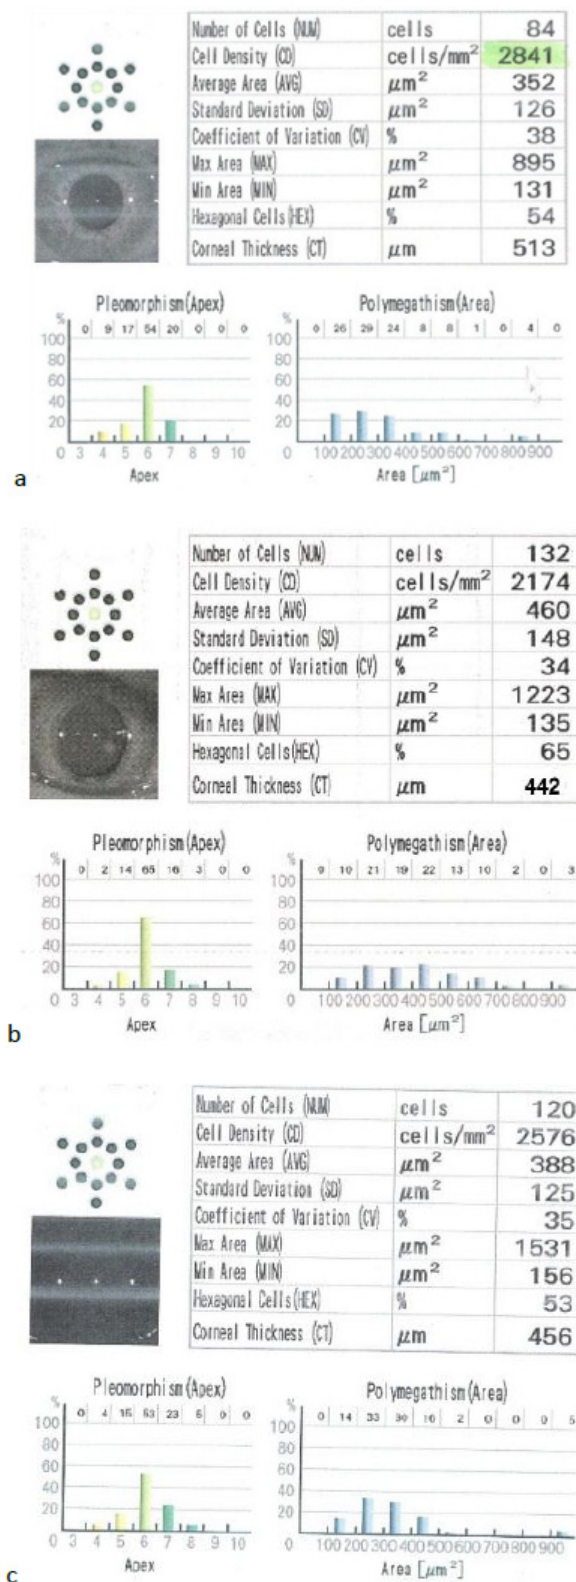 Number of Cells (NUM) cells 84
Cell Density (CD) cells/mm² 2841
Average Area (AVG) μm² 352
Standard Deviation (SD) μm² 126
Coefficient of Variation (CV) % 38
Max Area (MAX) μm² 895
Min Area (MIN) μm² 131
Hexagonal Cells(HEX) % 54
Corneal Thickness (CT) μm 513
Pleomorphism(Apex) Polymegathism(Area)
% 0 9 17 54 20 0 0 0 % 0 26 29 24 8 8 1 0 4 0
100 100
80 80
60 60
40 40
20 20
0 3 4 5 6 7 8 9 10 0 100 200 300 400 500 600 700 800 900
Apex Area [μm²]
a
Number of Cells (NUM) cells 132
Cell Density (CD) cells/mm² 2174
Average Area (AVG) μm² 460
Standard Deviation (SD) μm² 148
Coefficient of Variation (CV) % 34
Max Area (MAX) μm² 1223
Min Area (MIN) μm² 135
Hexagonal Cells(HEX) % 65
Corneal Thickness (CT) μm 442
Pleomorphism(Apex) Polymegathism(Area)
% 0 2 14 65 16 3 0 0 % 0 10 21 19 22 13 10 2 0 3
100 100
80 80
60 60
40 40
20 20
0 3 4 5 6 7 8 9 10 0 100 200 300 400 500 600 700 800 900
Apex Area [μm²]
b
Number of Cells (NUM) cells 120
Cell Density (CD) cells/mm² 2576
Average Area (AVG) μm² 388
Standard Deviation (SD) μm² 125
Coefficient of Variation (CV) % 35
Max Area (MAX) μm² 1531
Min Area (MIN) μm² 156
Hexagonal Cells(HEX) % 53
Corneal Thickness (CT) μm 456
Pleomorphism(Apex) Polymegathism(Area)
% 0 4 15 53 23 5 0 0 % 0 14 33 30 16 2 0 0 0 5
100 100
80 80
60 60
40 40
20 20
0 3 4 5 6 7 8 9 10 0 100 200 300 400 500 600 700 800 900
Apex Area [μm²]
c